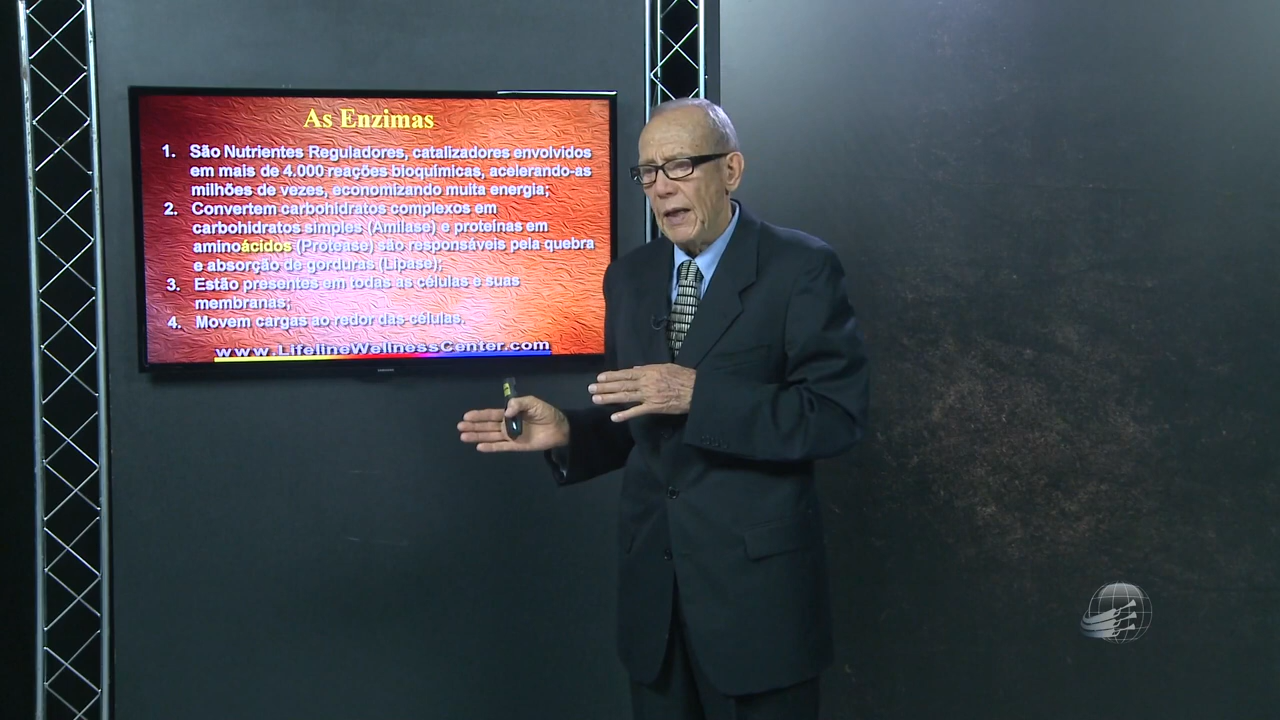 As Enzimas
1. São Nutrientes Reguladores, catalizadores envolvidos
em mais de 4.000 reações bioquímicas, acelerando-as
milhões de vezes, economizando muita energia;
2. Convertem carbohidratos complexos em
carbohidratos simples (Amilase) e proteínas em
aminoácidos (Protease) são responsáveis pela quebra
e absorção de gorduras (Lipase);
3. Estão presentes em todas as células e suas
membranas;
4. Movem cargas ao redor das células.
www.LifelineWellnessCenter.com
SAMSUNG